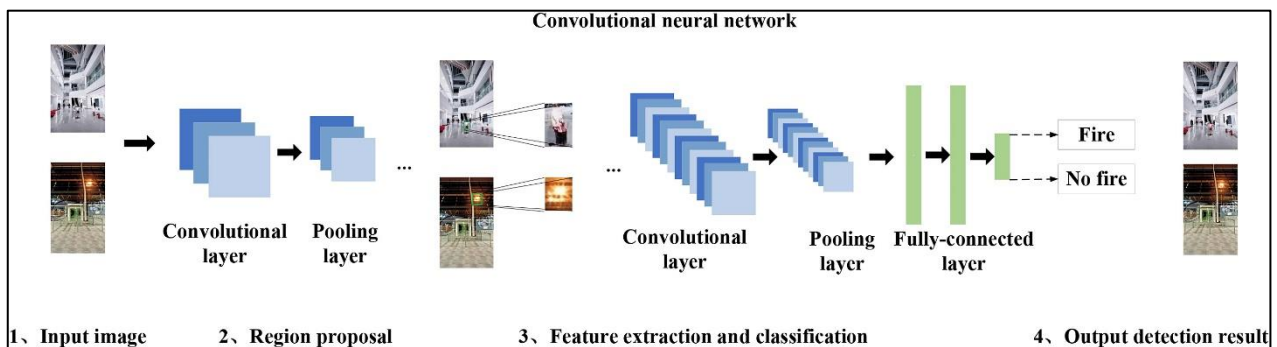 Convolutional neural network
...
...
Fire
No fire
Convolutional
layer
Pooling
layer
Convolutional
layer
Pooling
layer
Fully-connected
layer
1、Input image
2、Region proposal
3、Feature extraction and classification
4、Output detection result